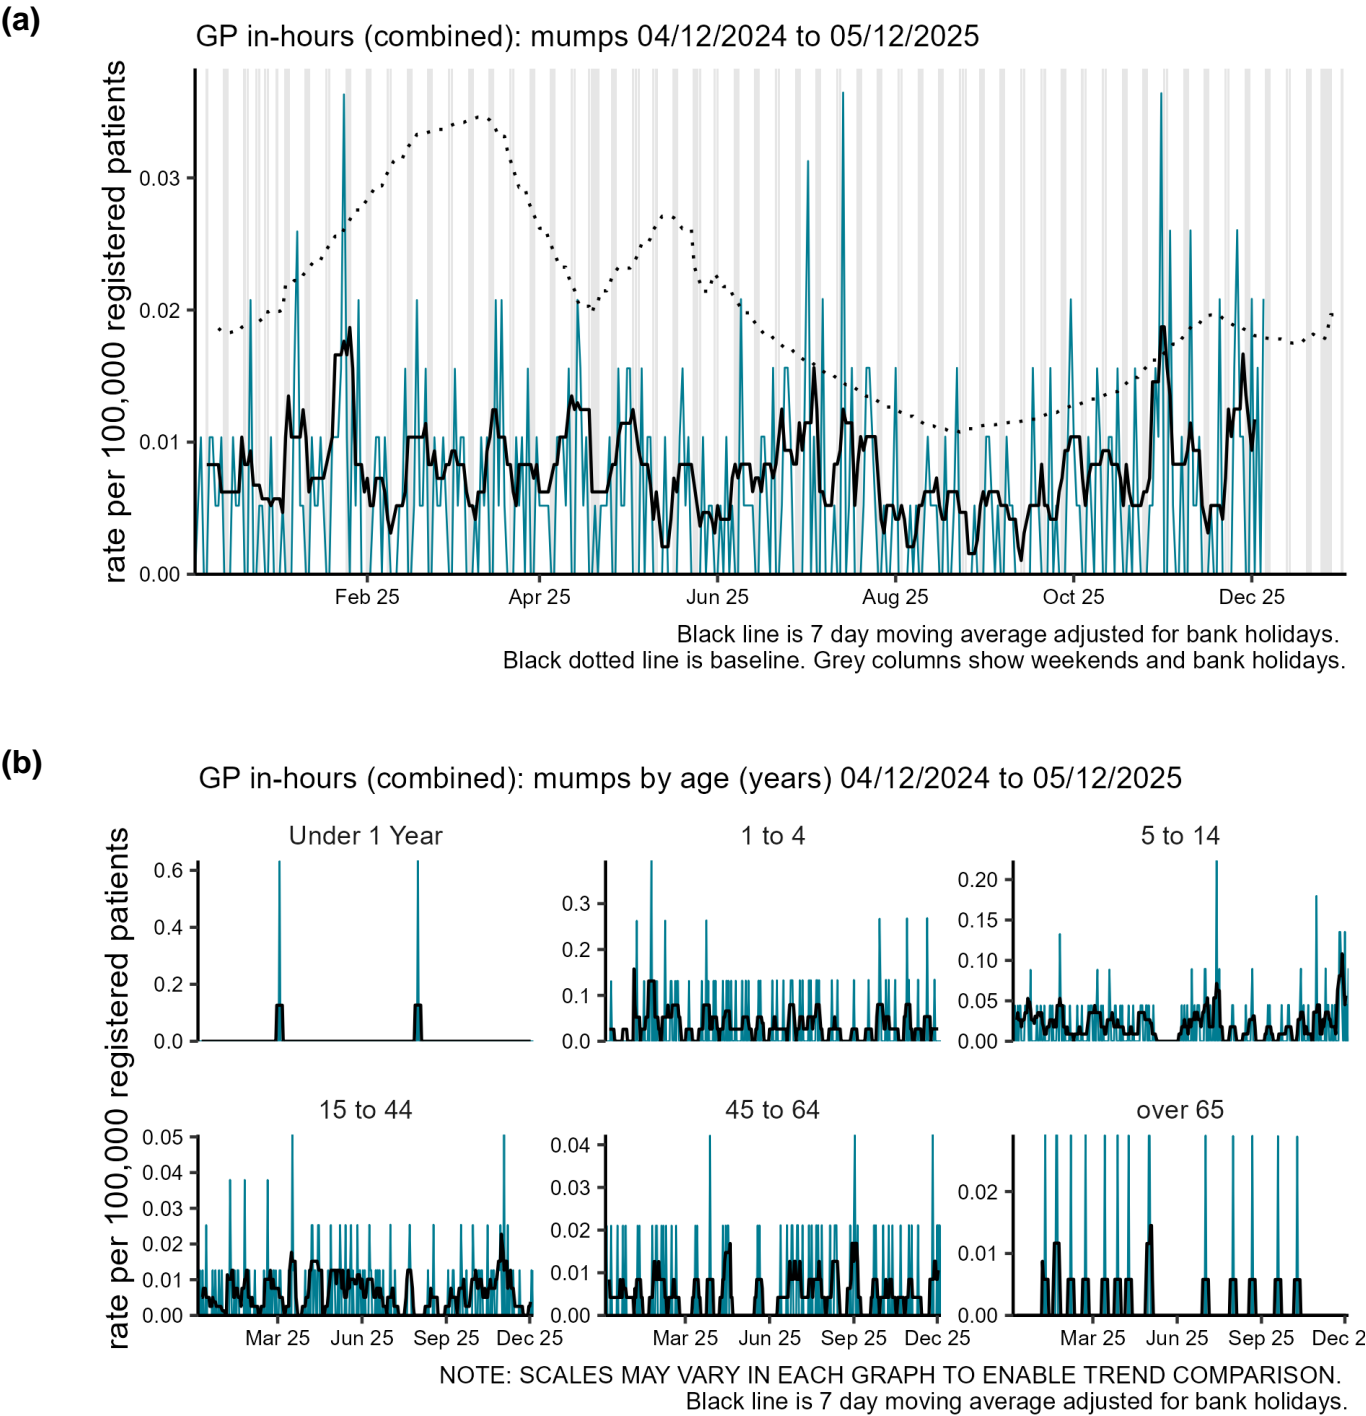 (a)
GP in-hours (combined): mumps 04/12/2024 to 05/12/2025
rate per 100,000 registered patients
0.03
0.02
0.01
0.00
Feb 25 Apr 25 Jun 25 Aug 25 Oct 25 Dec 25
Black line is 7 day moving average adjusted for bank holidays.
Black dotted line is baseline. Grey columns show weekends and bank holidays.
(b)
GP in-hours (combined): mumps by age (years) 04/12/2024 to 05/12/2025
rate per 100,000 registered patients
Under 1 Year
0.6
0.4
0.2
0.0
1 to 4
0.3
0.2
0.1
0.0
5 to 14
0.20
0.15
0.10
0.05
0.00
15 to 44
0.05
0.04
0.03
0.02
0.01
0.00
Mar 25 Jun 25 Sep 25 Dec 25
45 to 64
0.04
0.03
0.02
0.01
0.00
Mar 25 Jun 25 Sep 25 Dec 25
over 65
0.02
0.01
0.00
Mar 25 Jun 25 Sep 25 Dec 2
NOTE: SCALES MAY VARY IN EACH GRAPH TO ENABLE TREND COMPARISON.
Black line is 7 day moving average adjusted for bank holidays.